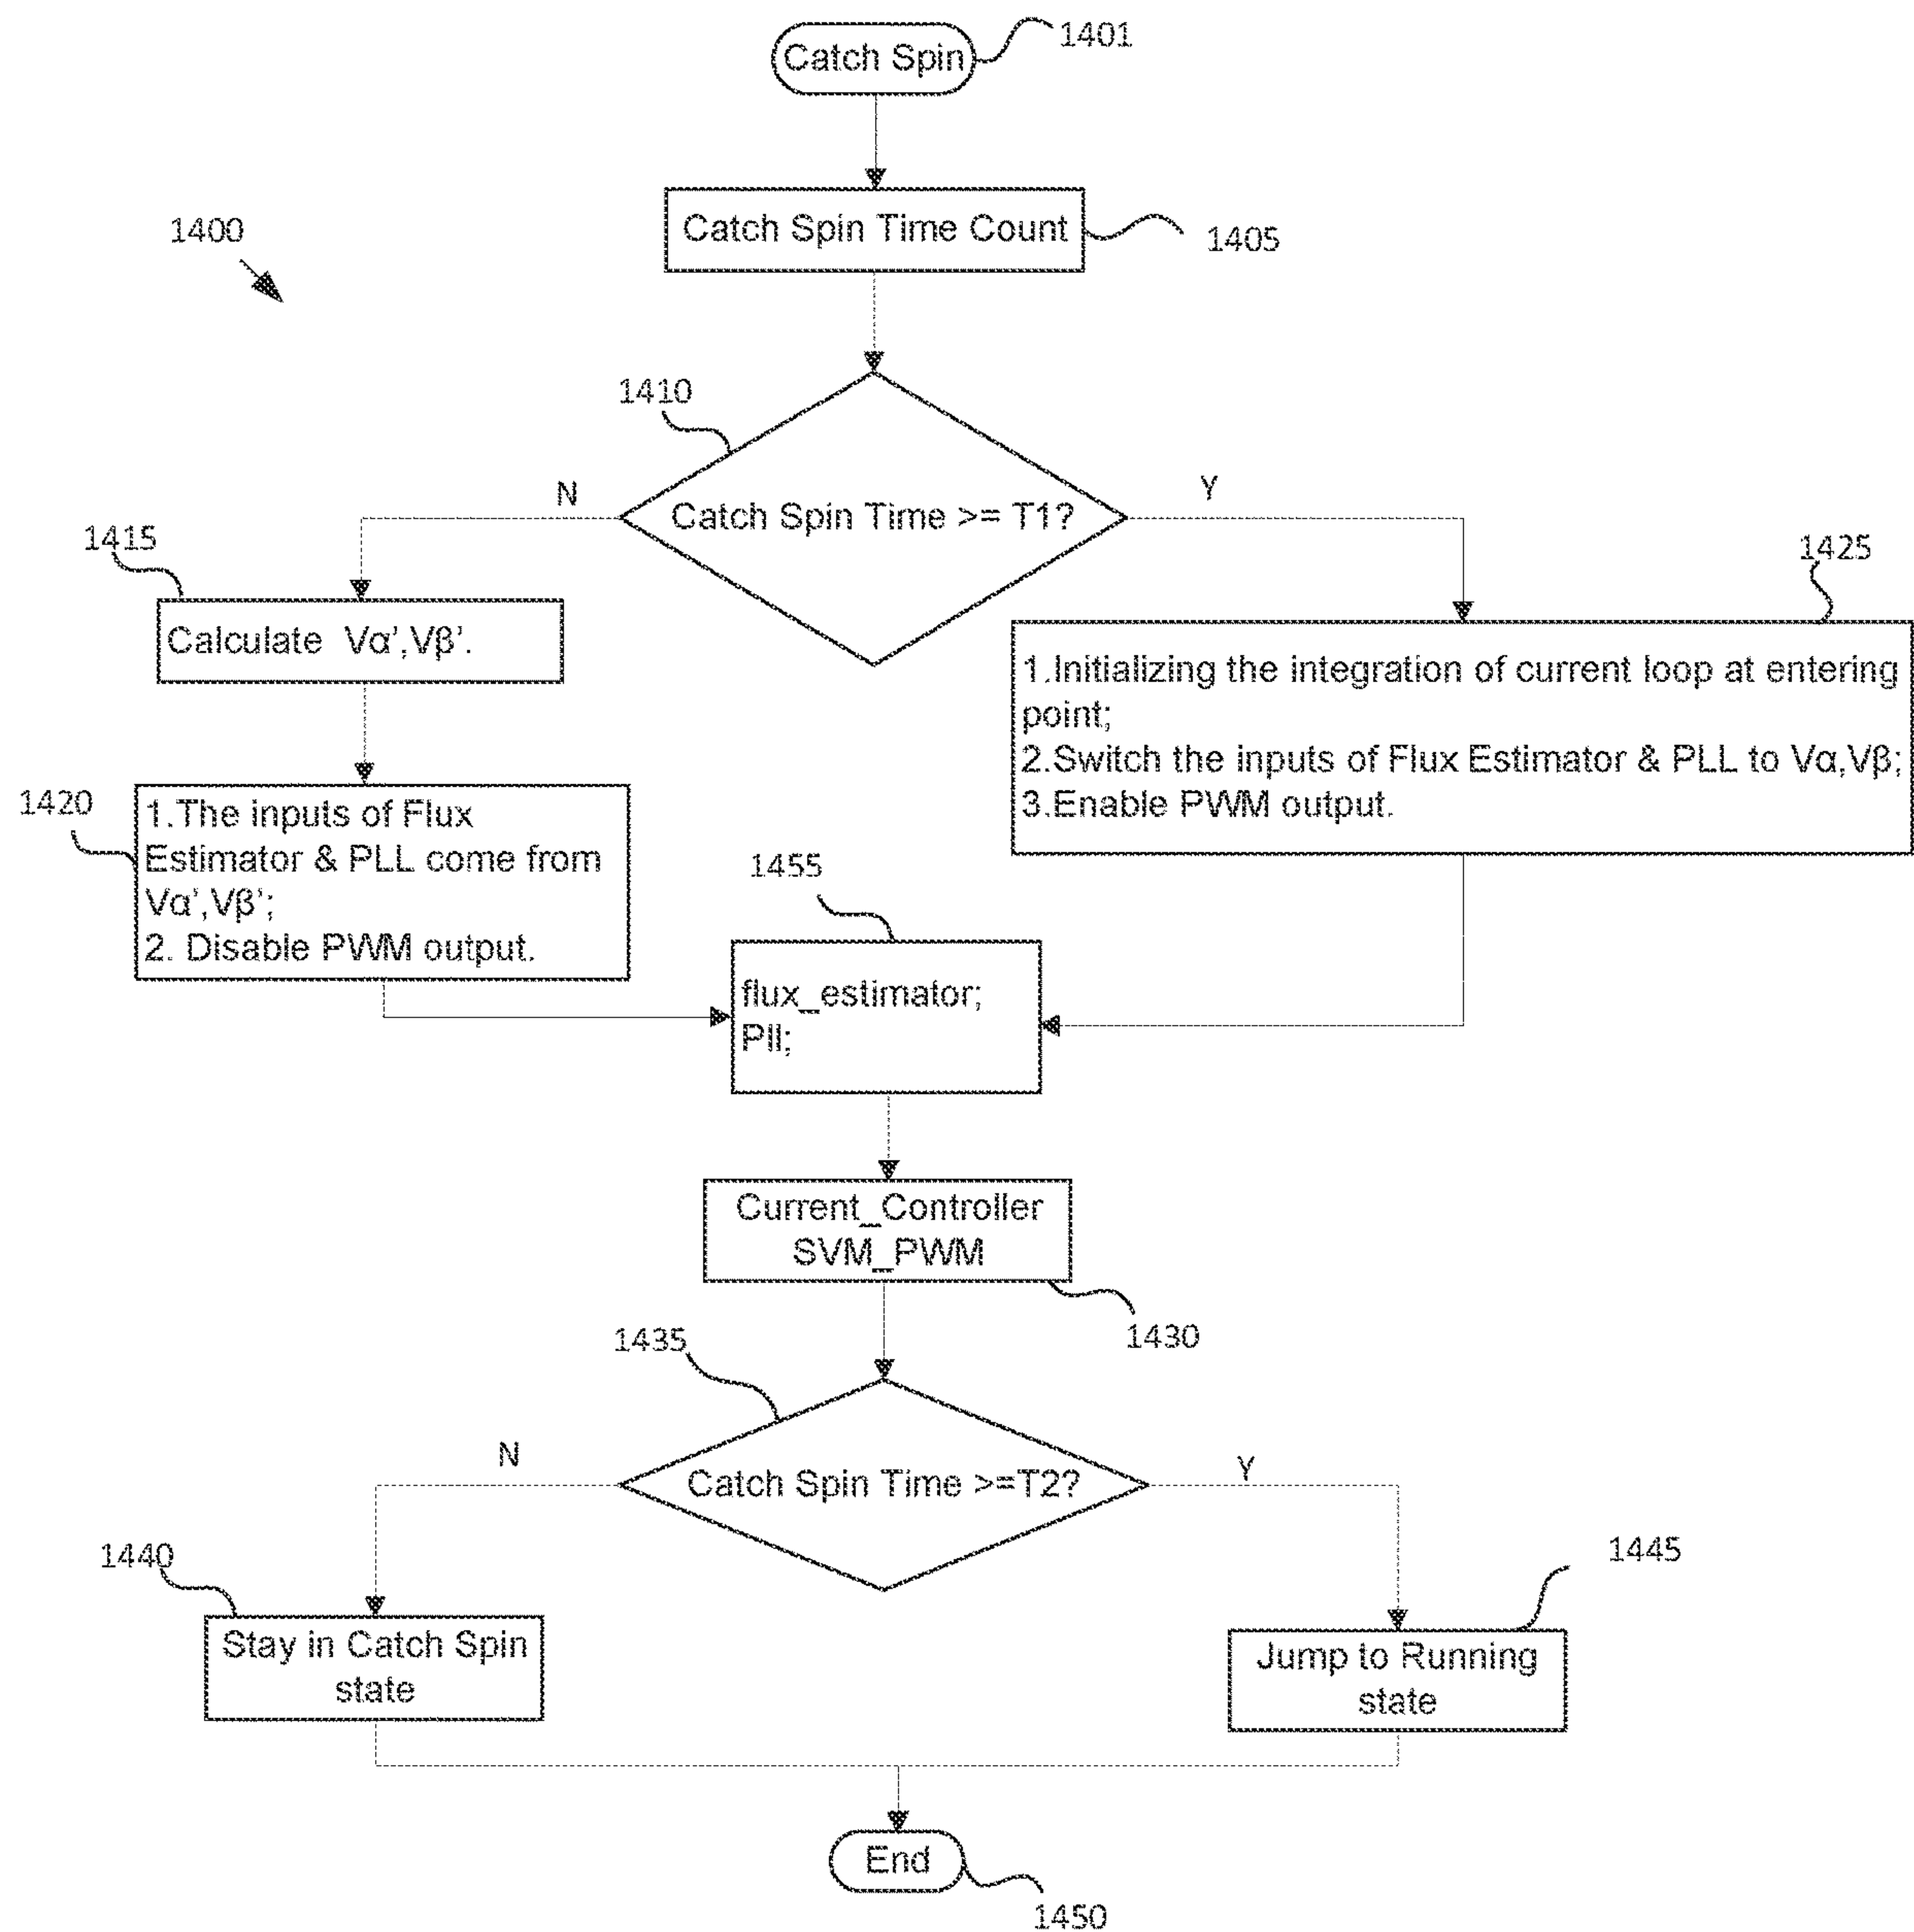 Catch Spin
1401
Catch Spin Time Count
1405
1400
1410
Catch Spin Time >= T1?
N
Y
1415
Calculate Vα',Vβ'.
1425
1.Initializing the integration of current loop at entering
point;
2.Switch the inputs of Flux Estimator & PLL to Vα,Vβ;
3.Enable PWM output.
1420
1.The inputs of Flux
Estimator & PLL come from
Vα',Vβ';
2. Disable PWM output.
1455
flux_estimator;
Pll;
Current_Controller
SVM_PWM
1430
1435
Catch Spin Time >=T2?
N
Y
1440
Stay in Catch Spin
state
1445
Jump to Running
state
End
1450